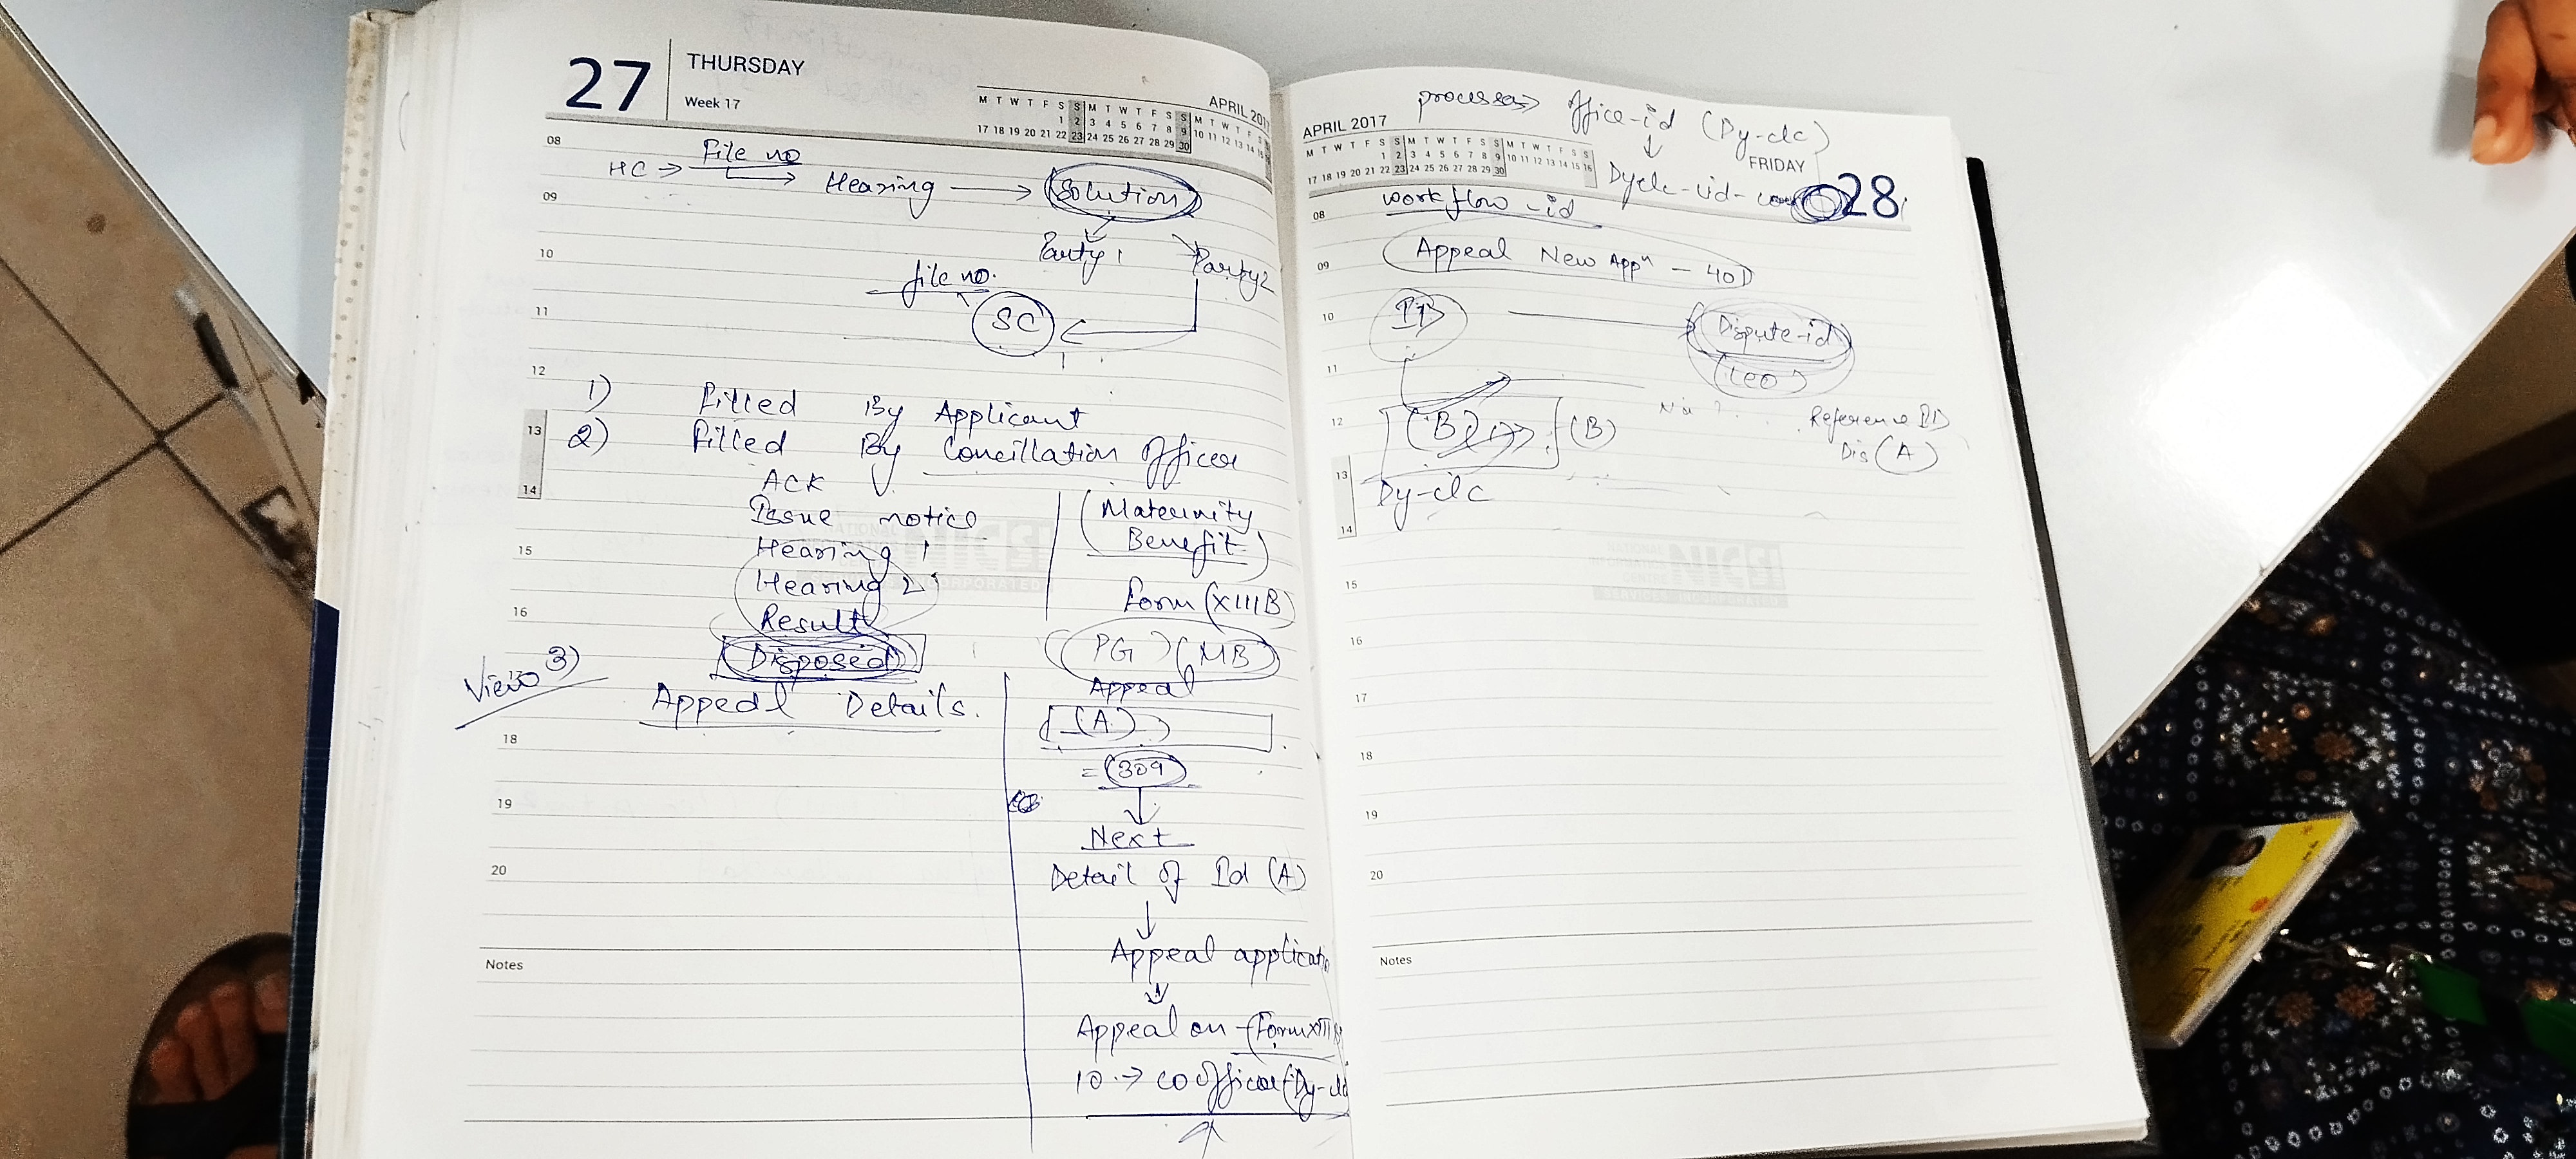 27
THURSDAY
Week 17
APRIL 201
M T W T F S S M T W T F S S M T W T F
1 2 3 4 5 6 7 8 9 10 11 12 13 14
17 18 19 20 21 22 23 24 25 26 27 28 29 30
08
File no
HC → Hearing → Solution
09
Party 1
Party 2
10
file no.
11
SC
12
1) Filled By Applicant
13
2) Filled By Concillation Officer
ACK
14
Issue notice
Hearing 1
15
Hearing 2
16
Result
Disposed
View 3)
Appeal Details.
(Maternity
Benefit)
Form (XIIIB)
(PG) (MB)
Appeal
(A)
= (309)
Next
Detail of Id (A)
Appeal applicatio
Appeal on (Form XIII
10 → CO Officer (Dy-clc
18
19
20
Notes
process → Office-id (Dy-clc)
APRIL 2017
M T W T F S S M T W T F S S M T W T F S S
1 2 3 4 5 6 7 8 9 10 11 12 13 14 15 16
17 18 19 20 21 22 23 24 25 26 27 28 29 30
FRIDAY
28
Dyclc-id-
08
workflow-id
09
Appeal New Appn - 401
10
ID → Dispute-id
11
(LEO)
12
(B) (B)
Reference ID
Dis (A)
13
Dy-clc
14
15
16
17
18
19
20
Notes